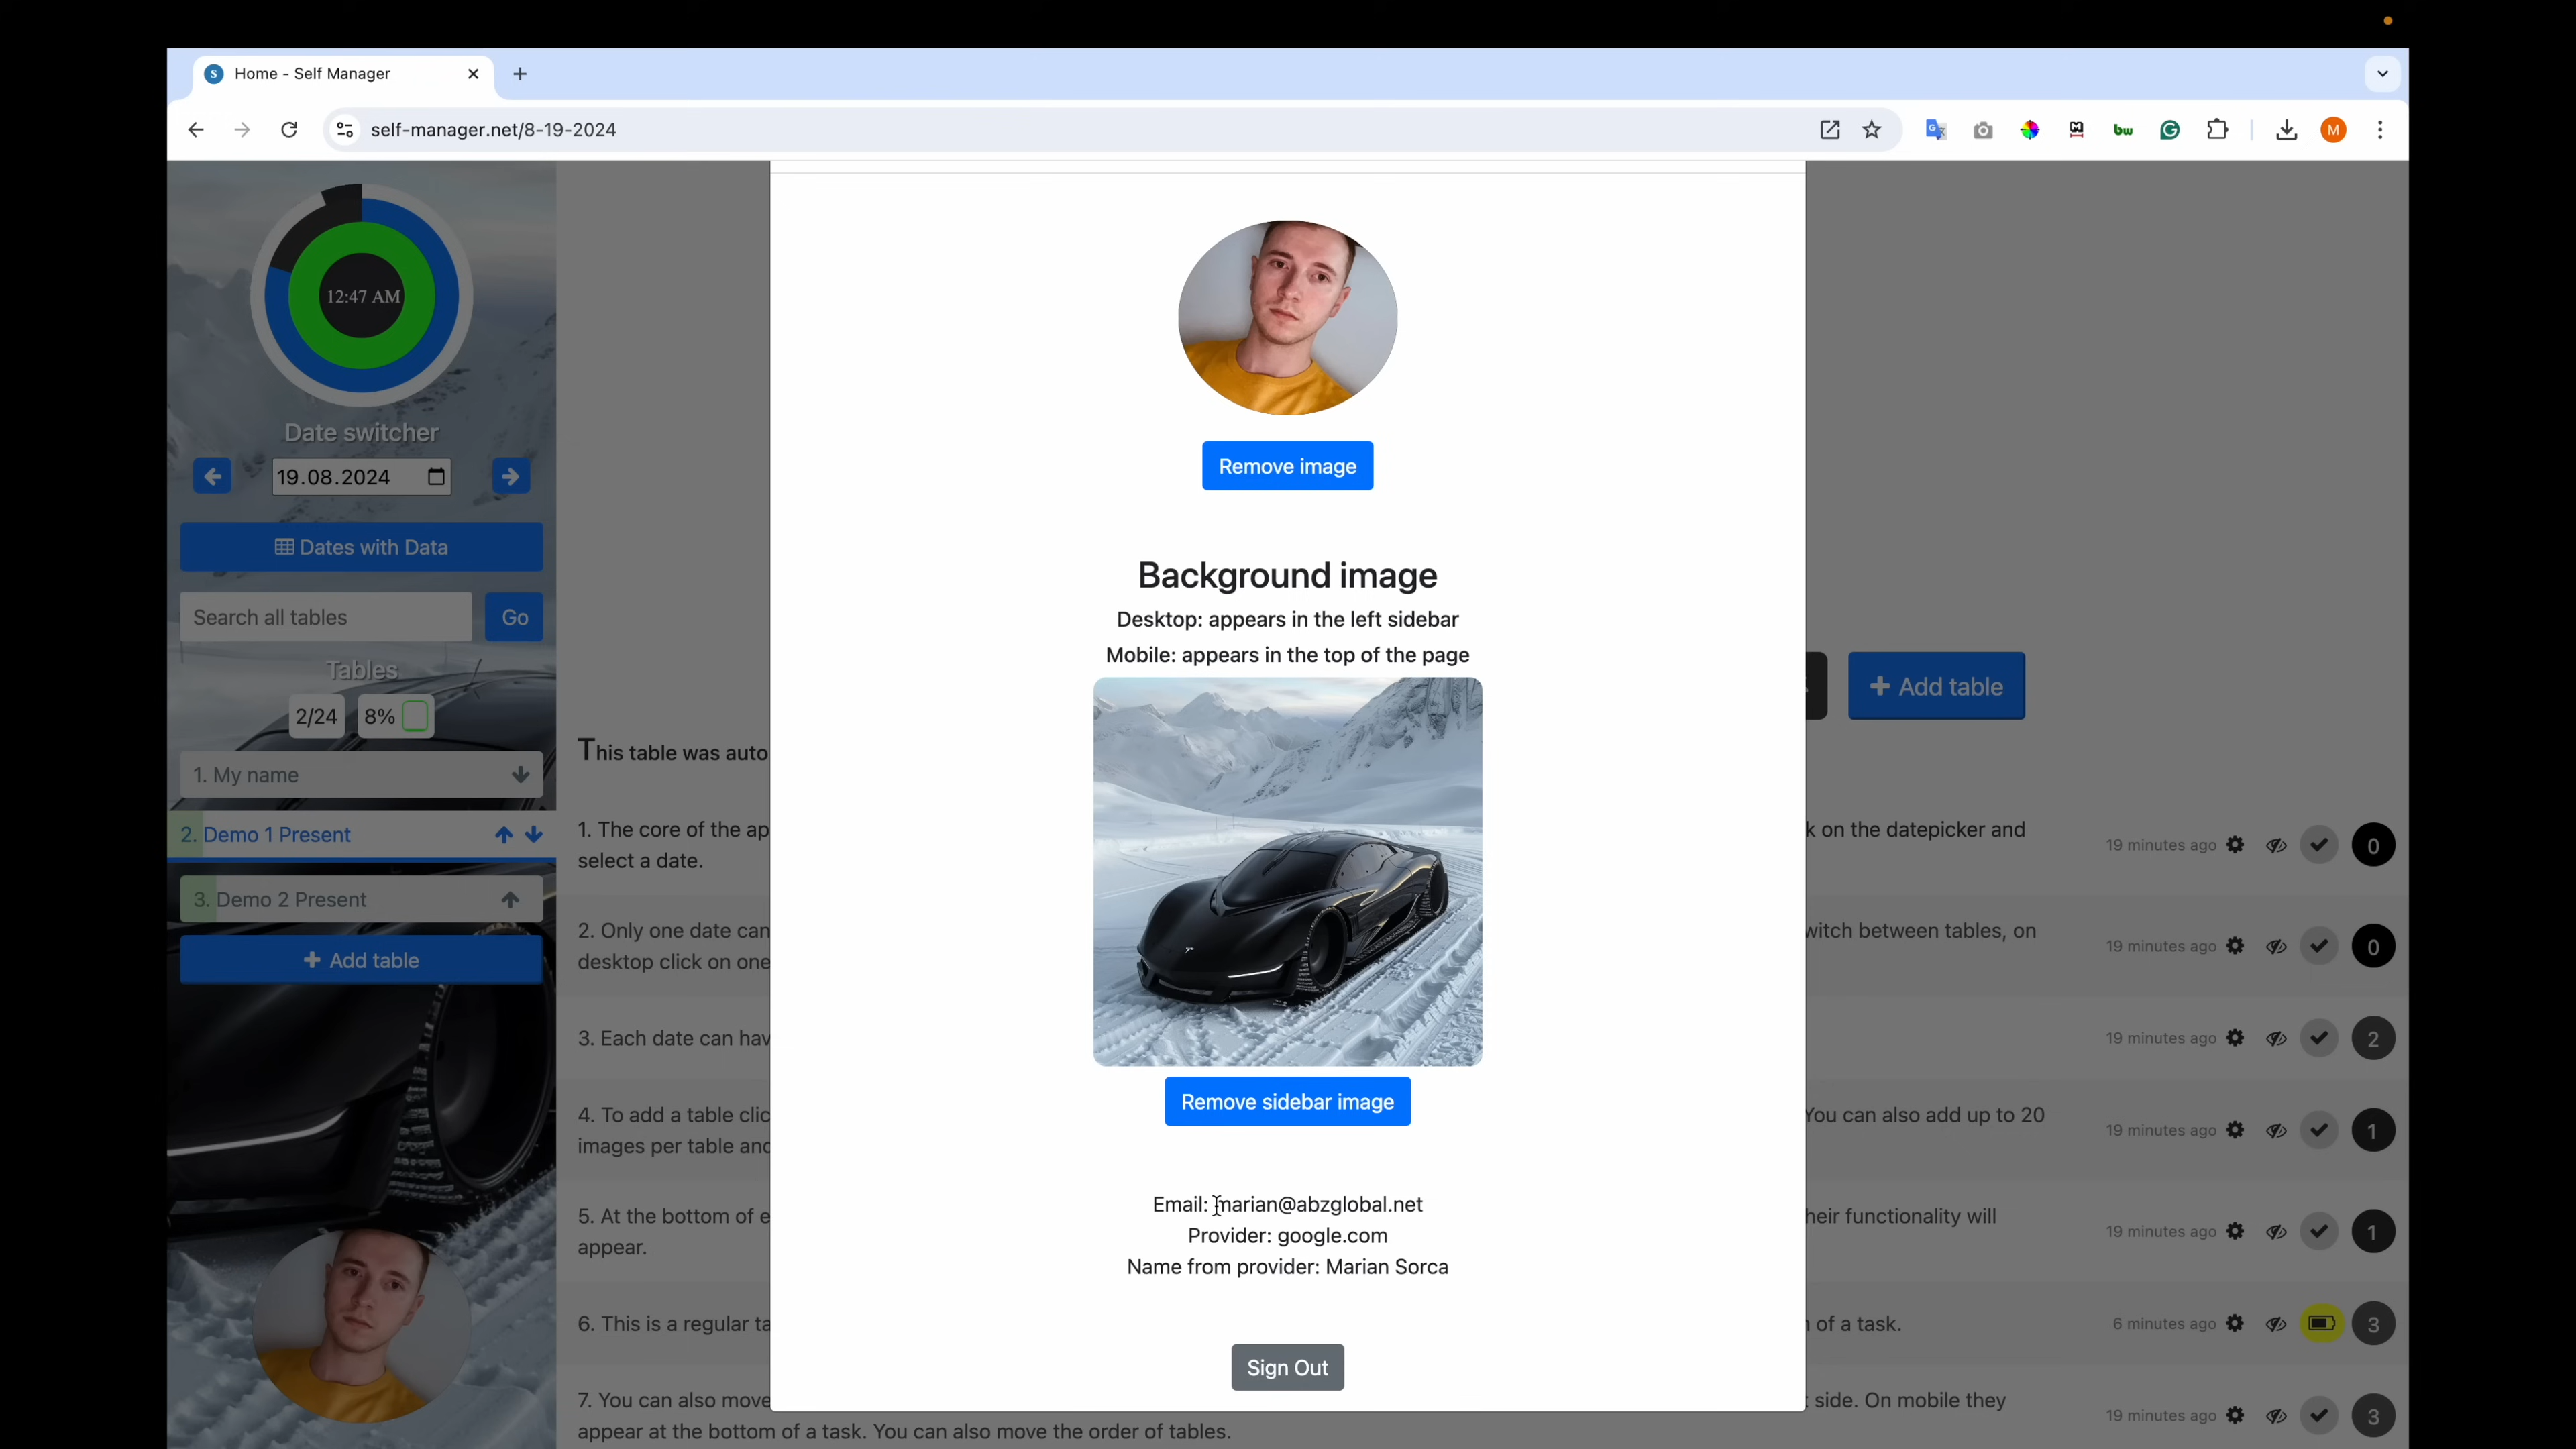 Home - Self Manager
self-manager.net/8-19-2024
12:47 AM
Date switcher
19.08.2024
Dates with Data
Search all tables
Go
Tables
2/24
8%
1. My name
2. Demo 1 Present
3. Demo 2 Present
+ Add table
Remove image
Background image
Desktop: appears in the left sidebar
Mobile: appears in the top of the page
Remove sidebar image
Email: marian@abzglobal.net
Provider: google.com
Name from provider: Marian Sorca
Sign Out
+ Add table
This table was auto
1. The core of the ap
k on the datepicker and
select a date.
19 minutes ago
0
2. Only one date can
witch between tables, on
desktop click on one
19 minutes ago
0
3. Each date can hav
19 minutes ago
2
4. To add a table clic
You can also add up to 20
images per table and
19 minutes ago
1
5. At the bottom of e
heir functionality will
appear.
19 minutes ago
1
6. This is a regular ta
of a task.
6 minutes ago
3
7. You can also move
side. On mobile they
appear at the bottom of a task. You can also move the order of tables.
19 minutes ago
3
M
bw